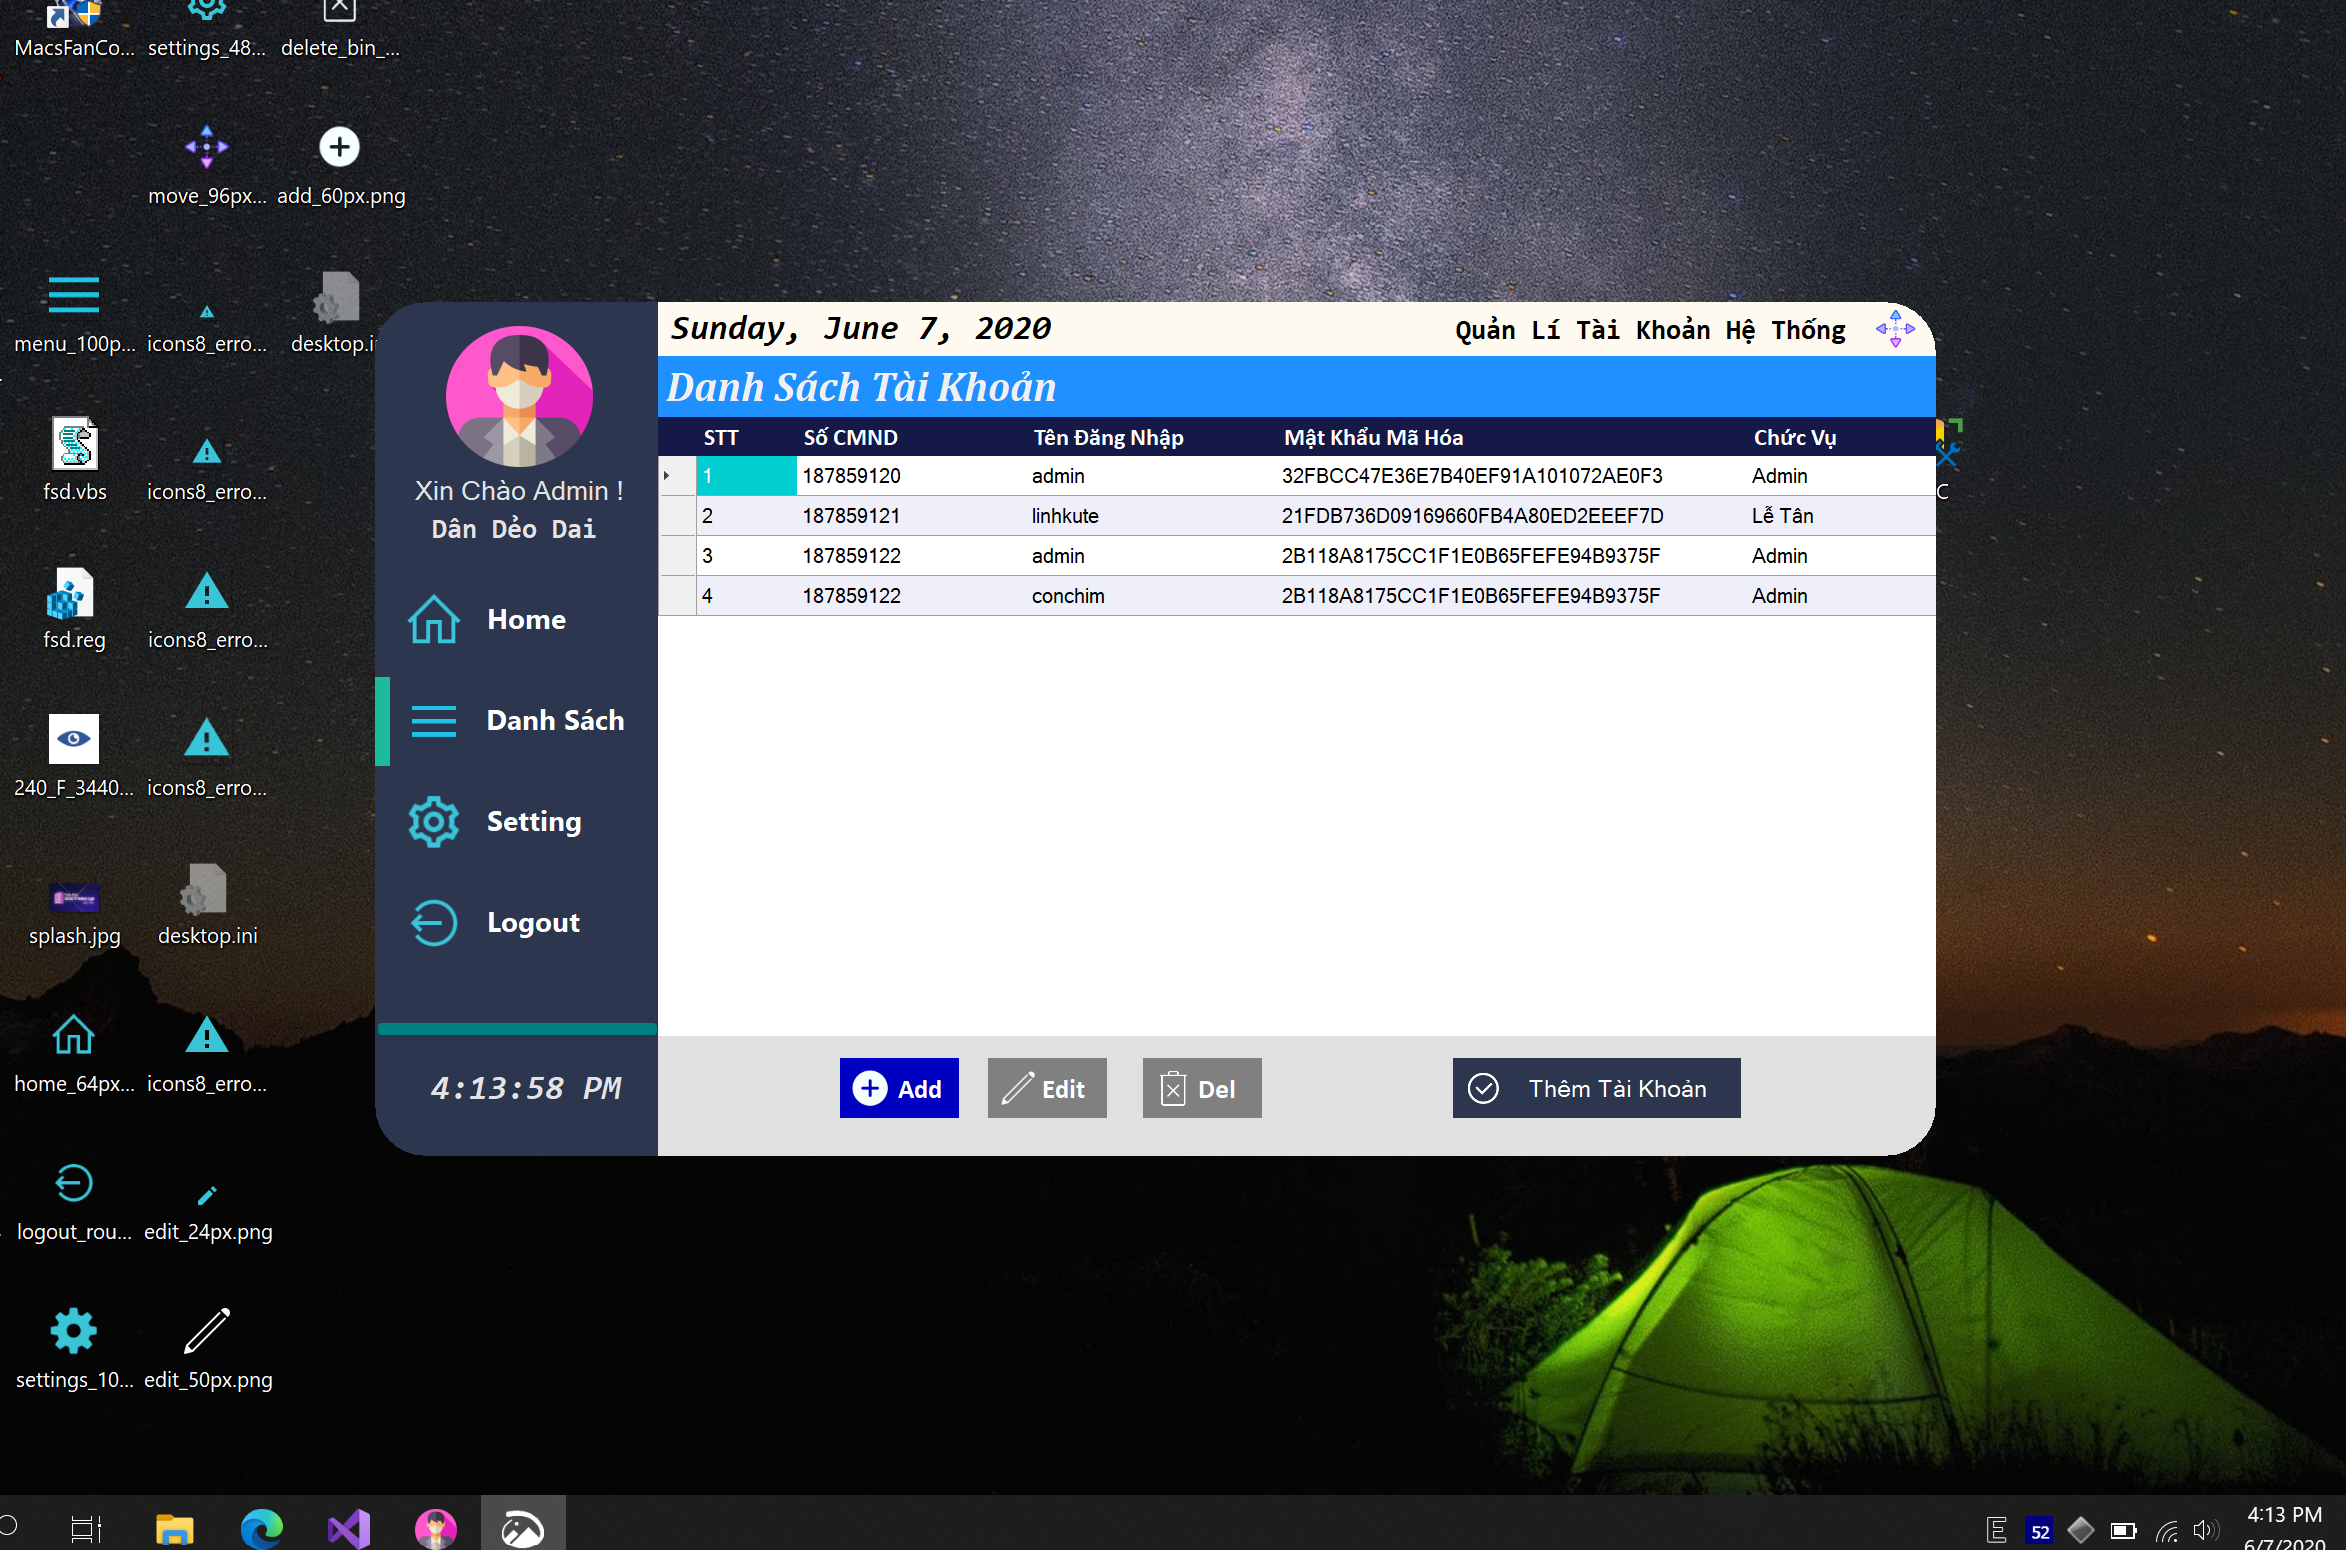 MacsFanCo...
settings_48...
delete_bin_...
move_96px...
add_60px.png
menu_100p...
icons8_erro...
desktop.i
fsd.vbs
icons8_erro...
fsd.reg
icons8_erro...
240_F_3440...
icons8_erro...
splash.jpg
desktop.ini
home_64px...
icons8_erro...
logout_rou...
edit_24px.png
settings_10...
edit_50px.png
Xin Chào Admin !
Dân Dẻo Dai
Home
Danh Sách
Setting
Logout
4:13:58 PM
Sunday, June 7, 2020
Quản Lí Tài Khoản Hệ Thống
Danh Sách Tài Khoản
STT Số CMND Tên Đăng Nhập Mật Khẩu Mã Hóa Chức Vụ
1 187859120 admin 32FBCC47E36E7B40EF91A101072AE0F3 Admin
2 187859121 linhkute 21FDB736D09169660FB4A80ED2EEEF7D Lễ Tân
3 187859122 admin 2B118A8175CC1F1E0B65FEFE94B9375F Admin
4 187859122 conchim 2B118A8175CC1F1E0B65FEFE94B9375F Admin
Add
Edit
Del
Thêm Tài Khoản
C
E
52
4:13 PM
6/7/2020